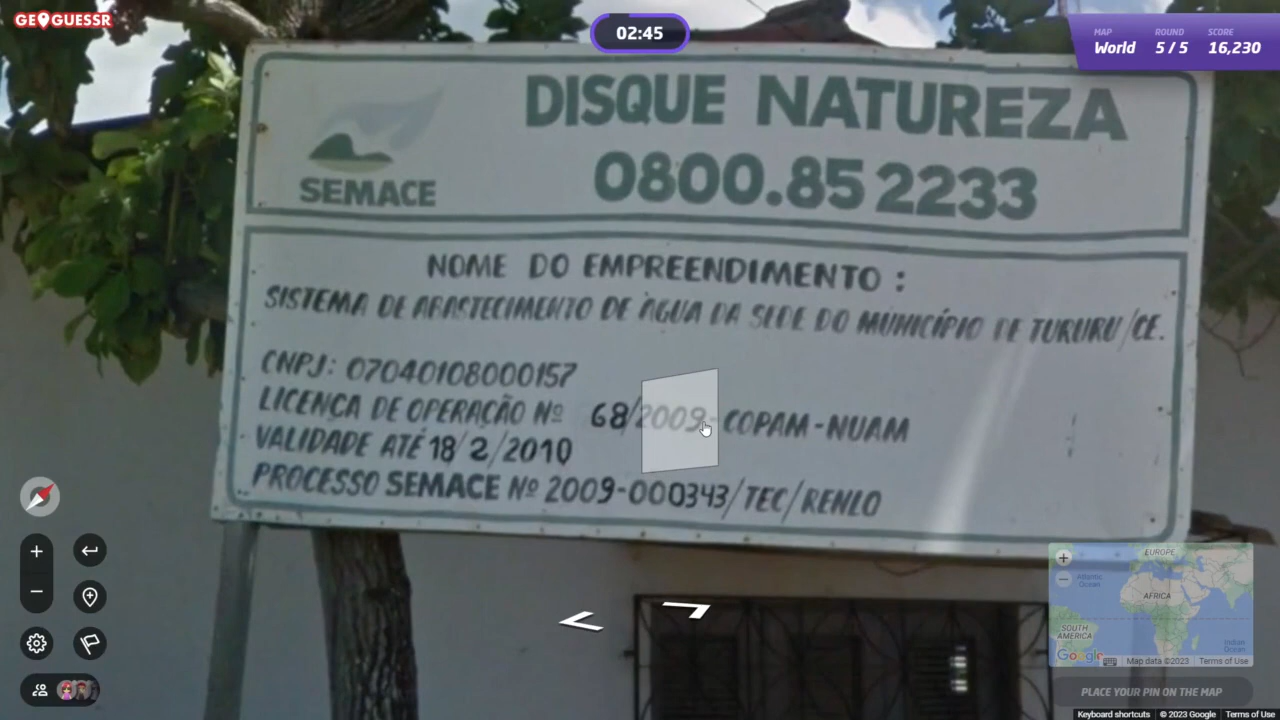 GEOGUESSR
02:45
MAP
World
ROUND
5 / 5
SCORE
16,230
DISQUE NATUREZA
0800.85 2233
SEMACE
NOME DO EMPREENDIMENTO :
SISTEMA DE ABASTECIMENTO DE ÁGUA DA SEDE DO MUNICÍPIO DE TURURU/CE.
CNPJ: 07040108000157
LICENÇA DE OPERAÇÃO Nº 68/2009- COPAM-NUAM
VALIDADE ATÉ 18/2/2010
PROCESSO SEMACE Nº 2009-000343/TEC/RENLO
EUROPE
Atlantic
Ocean
AFRICA
SOUTH
AMERICA
Indian
Ocean
Google
Map data ©2023
Terms of Use
PLACE YOUR PIN ON THE MAP
Keyboard shortcuts
© 2023 Google
Terms of Use